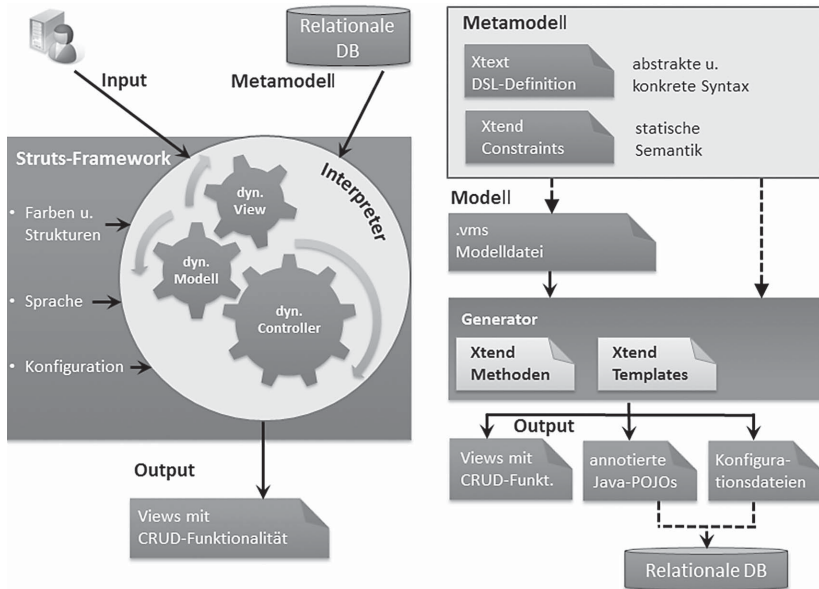 Relationale
DB
Input
Metamodell
Struts-Framework
Interpreter
dyn.
View
dyn.
Modell
dyn.
Controller
• Farben u.
Strukturen
• Sprache
• Konfiguration
Output
Views mit
CRUD-Funktionalität
Metamodell
Xtext
DSL-Definition
abstrakte u.
konkrete Syntax
Xtend
Constraints
statische
Semantik
Modell
.vms
Modelldatei
Generator
Xtend
Methoden
Xtend
Templates
Output
Views mit
CRUD-Funkt.
annotierte
Java-POJOs
Konfigura-
tionsdateien
Relationale DB